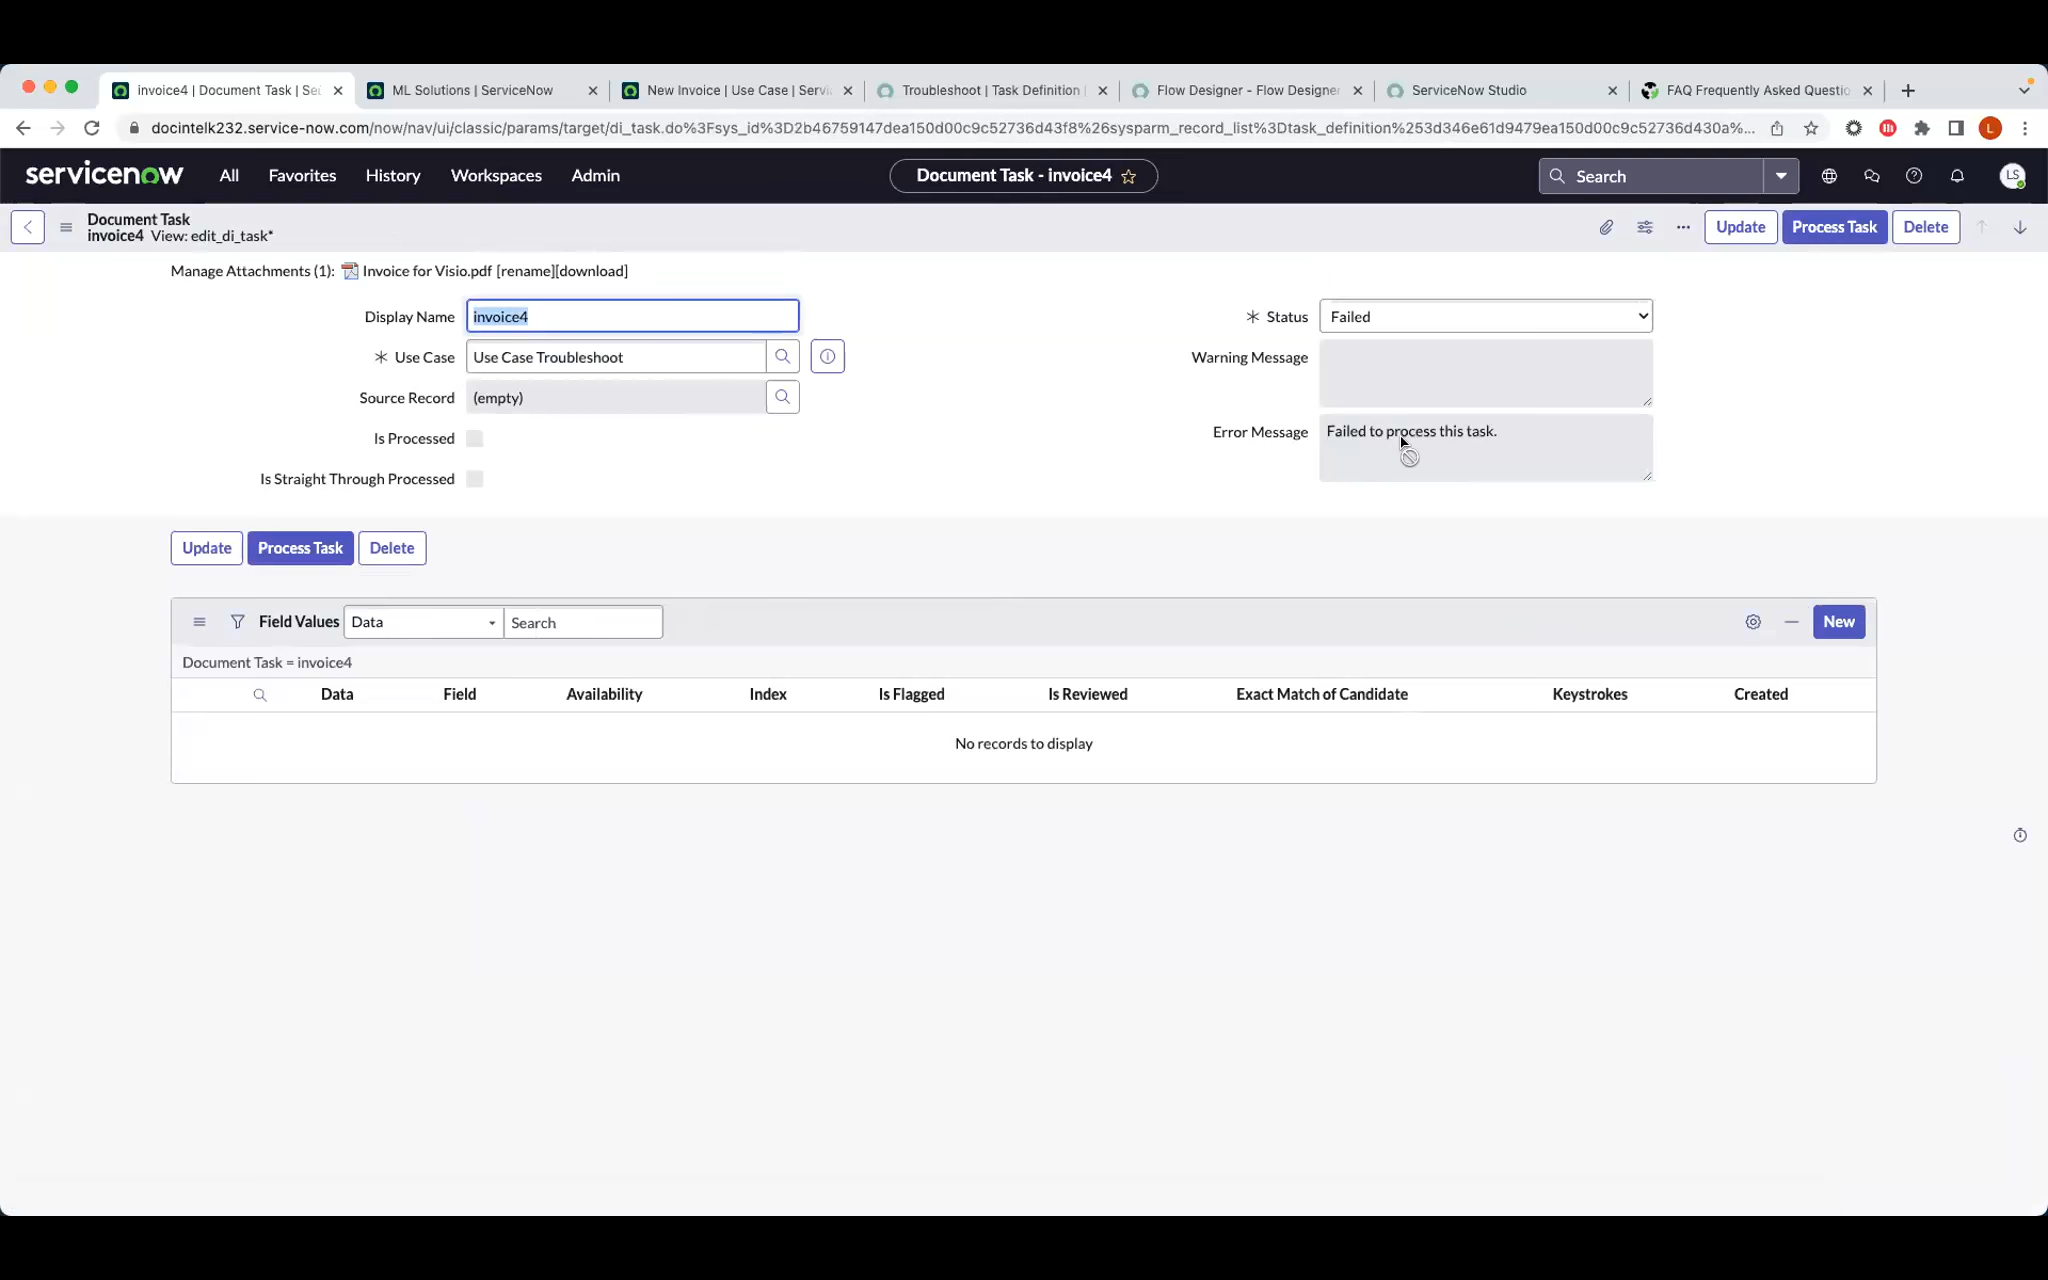 invoice4 | Document Task | Se
ML Solutions | ServiceNow
New Invoice | Use Case | Servi
Troubleshoot | Task Definition
Flow Designer - Flow Designer
ServiceNow Studio
FAQ Frequently Asked Questio
docintelk232.service-now.com/now/nav/ui/classic/params/target/di_task.do%3Fsys_id%3D2b46759147dea150d00c9c52736d43f8%26sysparm_record_list%3Dtask_definition%253d346e61d9479ea150d00c9c52736d430a%...
L
servicenow
All
Favorites
History
Workspaces
Admin
Document Task - invoice4
Search
LS
Document Task
invoice4 View: edit_di_task*
Update
Process Task
Delete
Manage Attachments (1): Invoice for Visio.pdf [rename][download]
Display Name
invoice4
Use Case
Use Case Troubleshoot
Source Record
(empty)
Is Processed
Is Straight Through Processed
Status
Failed
Warning Message
Error Message
Failed to process this task.
Update
Process Task
Delete
Field Values
Data
Search
New
Document Task = invoice4
Data
Field
Availability
Index
Is Flagged
Is Reviewed
Exact Match of Candidate
Keystrokes
Created
No records to display